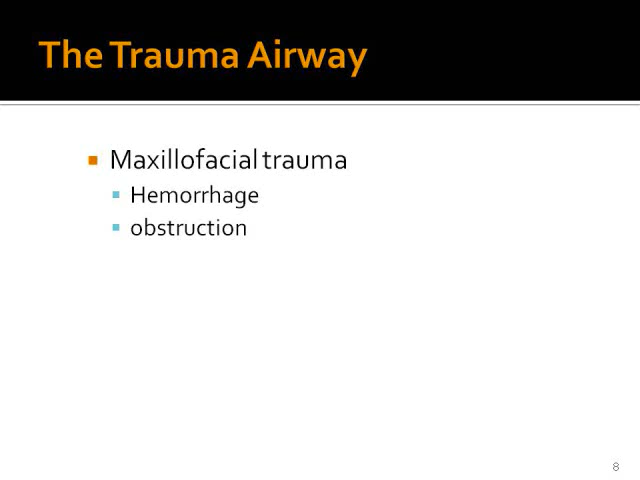 The Trauma Airway
Maxillofacial trauma
Hemorrhage
obstruction
8